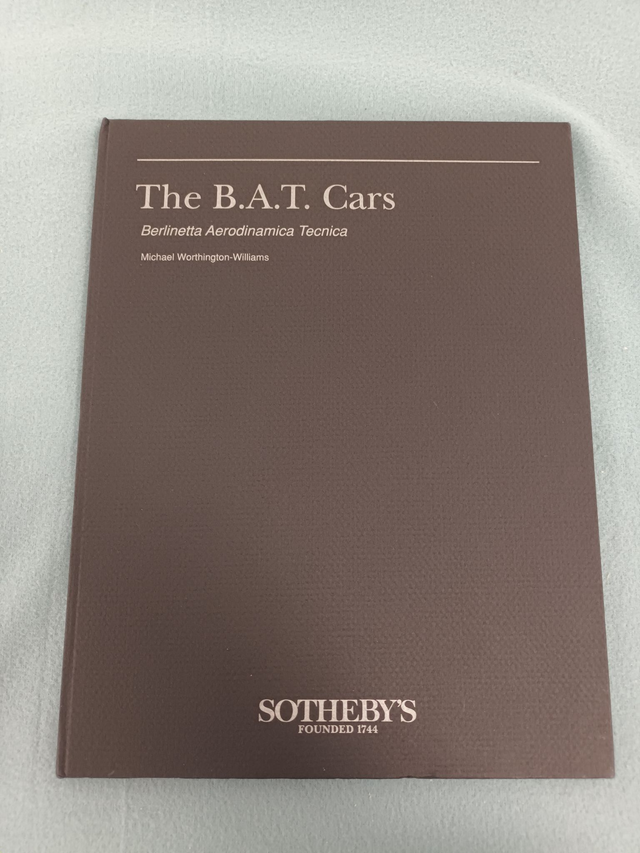 The B.A.T. Cars
Berlinetta Aerodinamica Tecnica
Michael Worthington-Williams
SOTHEBY'S
FOUNDED 1744